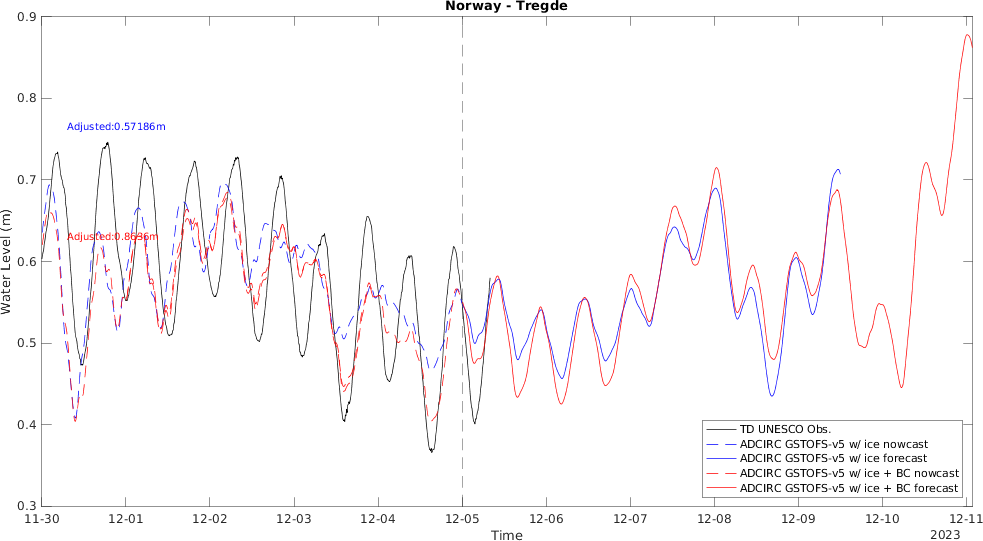 Norway - Tregde
0.9
0.8
0.7
0.6
0.5
0.4
0.3
Water Level (m)
Adjusted:0.57186m
TD UNESCO Obs.
ADCIRC GSTOFS-v5 w/ ice nowcast
ADCIRC GSTOFS-v5 w/ ice forecast
ADCIRC GSTOFS-v5 w/ ice + BC nowcast
ADCIRC GSTOFS-v5 w/ ice + BC forecast
11-30 12-01 12-02 12-03 12-04 12-05 12-06 12-07 12-08 12-09 12-10 12-11
Time
2023